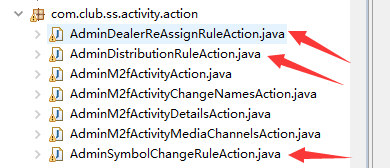 com.club.ss.activity.action
AdminDealerReAssignRuleAction.java
AdminDistributionRuleAction.java
AdminM2fActivityAction.java
AdminM2fActivityChangeNamesAction.java
AdminM2fActivityDetailsAction.java
AdminM2fActivityMediaChannelsAction.java
AdminSymbolChangeRuleAction.java